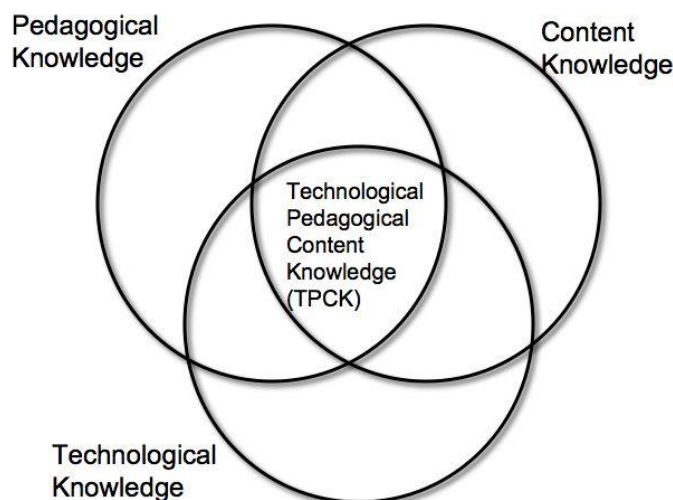 Pedagogical
Knowledge
Content
Knowledge
Technological
Pedagogical
Content
Knowledge
(TPCK)
Technological
Knowledge